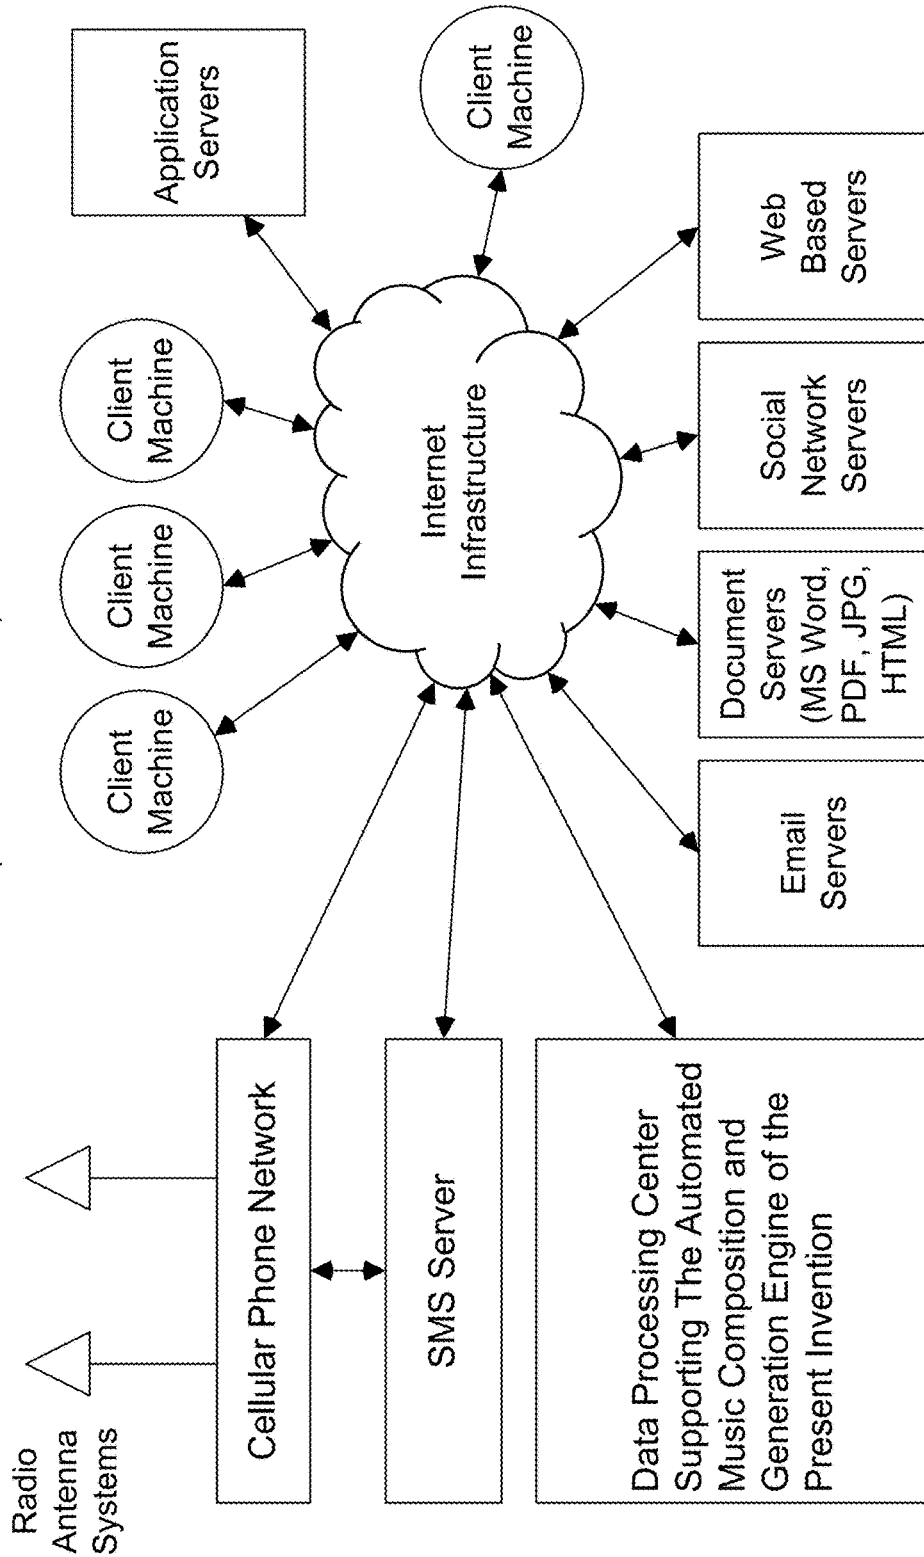 Radio
Antenna
Systems
Cellular Phone Network
SMS Server
Data Processing Center
Supporting The Automated
Music Composition and
Generation Engine of the
Present Invention
Client
Machine
Client
Machine
Client
Machine
Application
Servers
Client
Machine
Internet
Infrastructure
Email
Servers
Document
Servers
(MS Word,
PDF, JPG,
HTML)
Social
Network
Servers
Web
Based
Servers